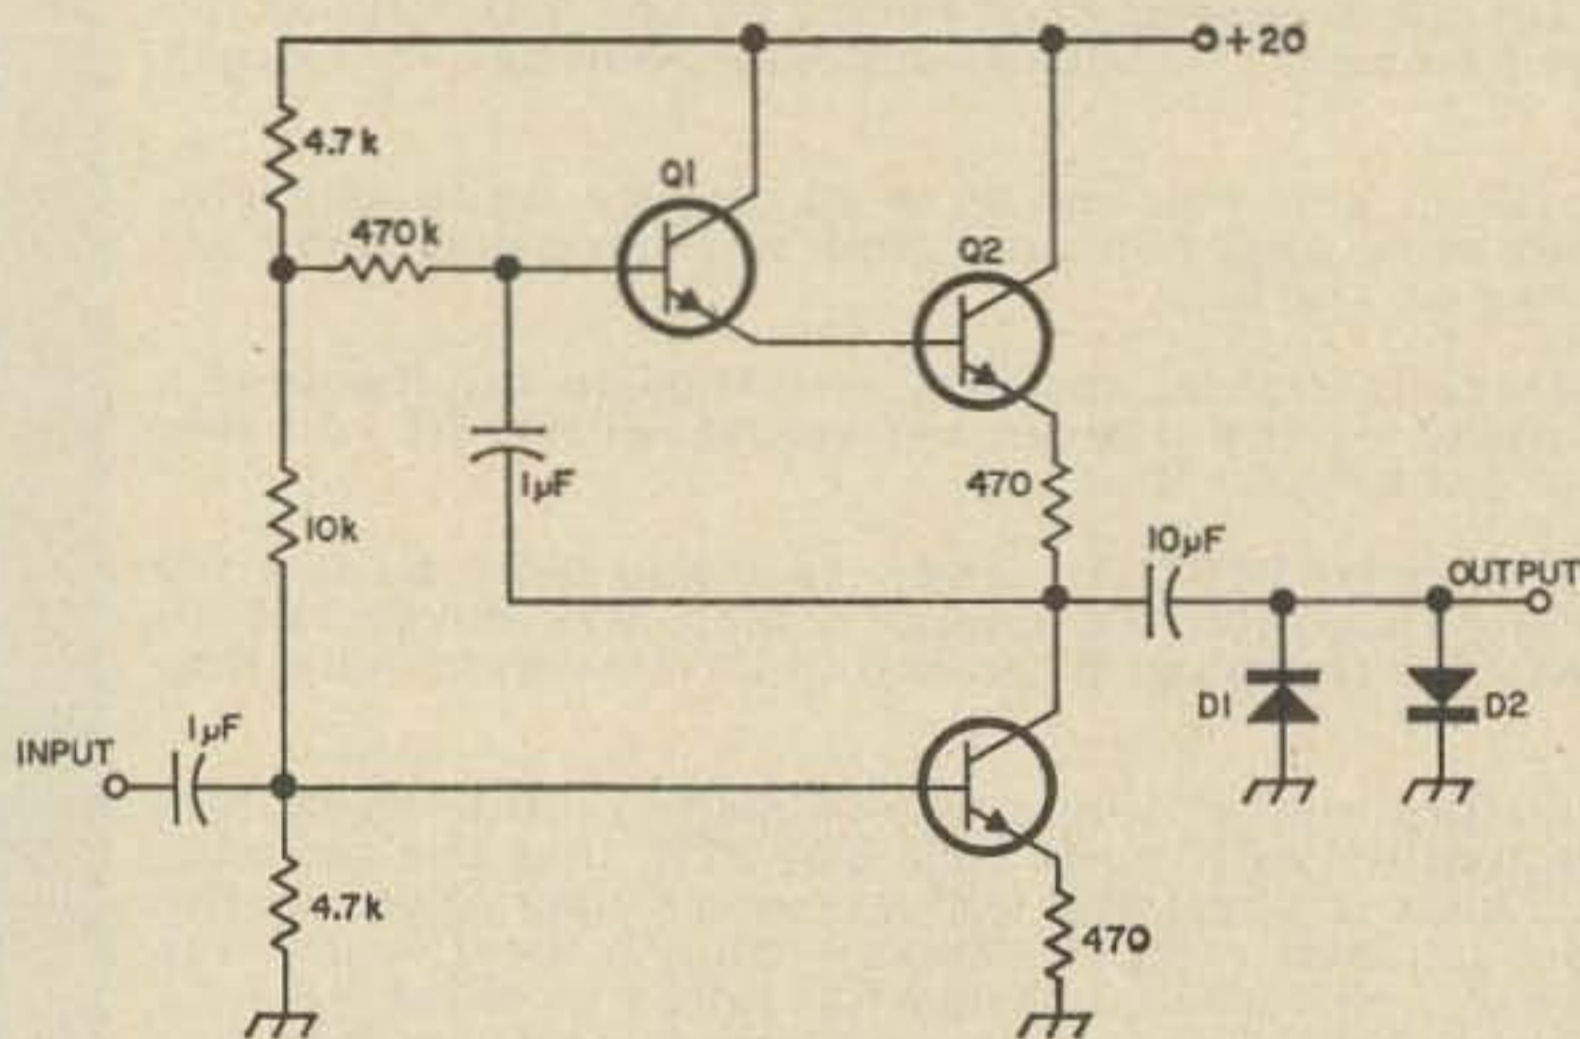 +20
4.7k
Q1
470k
Q2
1µF
470
10k
10µF
OUTPUT
D1
D2
1µF
INPUT
4.7k
470